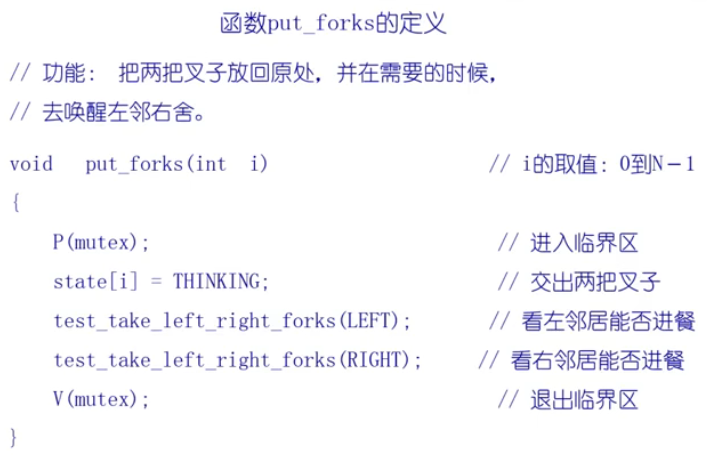 函数put_forks的定义
// 功能: 把两把叉子放回原处，并在需要的时候，
// 去唤醒左邻右舍。
void put_forks(int i) // i的取值: 0到N-1
{
P(mutex); // 进入临界区
state[i] = THINKING; // 交出两把叉子
test_take_left_right_forks(LEFT); // 看左邻居能否进餐
test_take_left_right_forks(RIGHT); // 看右邻居能否进餐
V(mutex); // 退出临界区
}